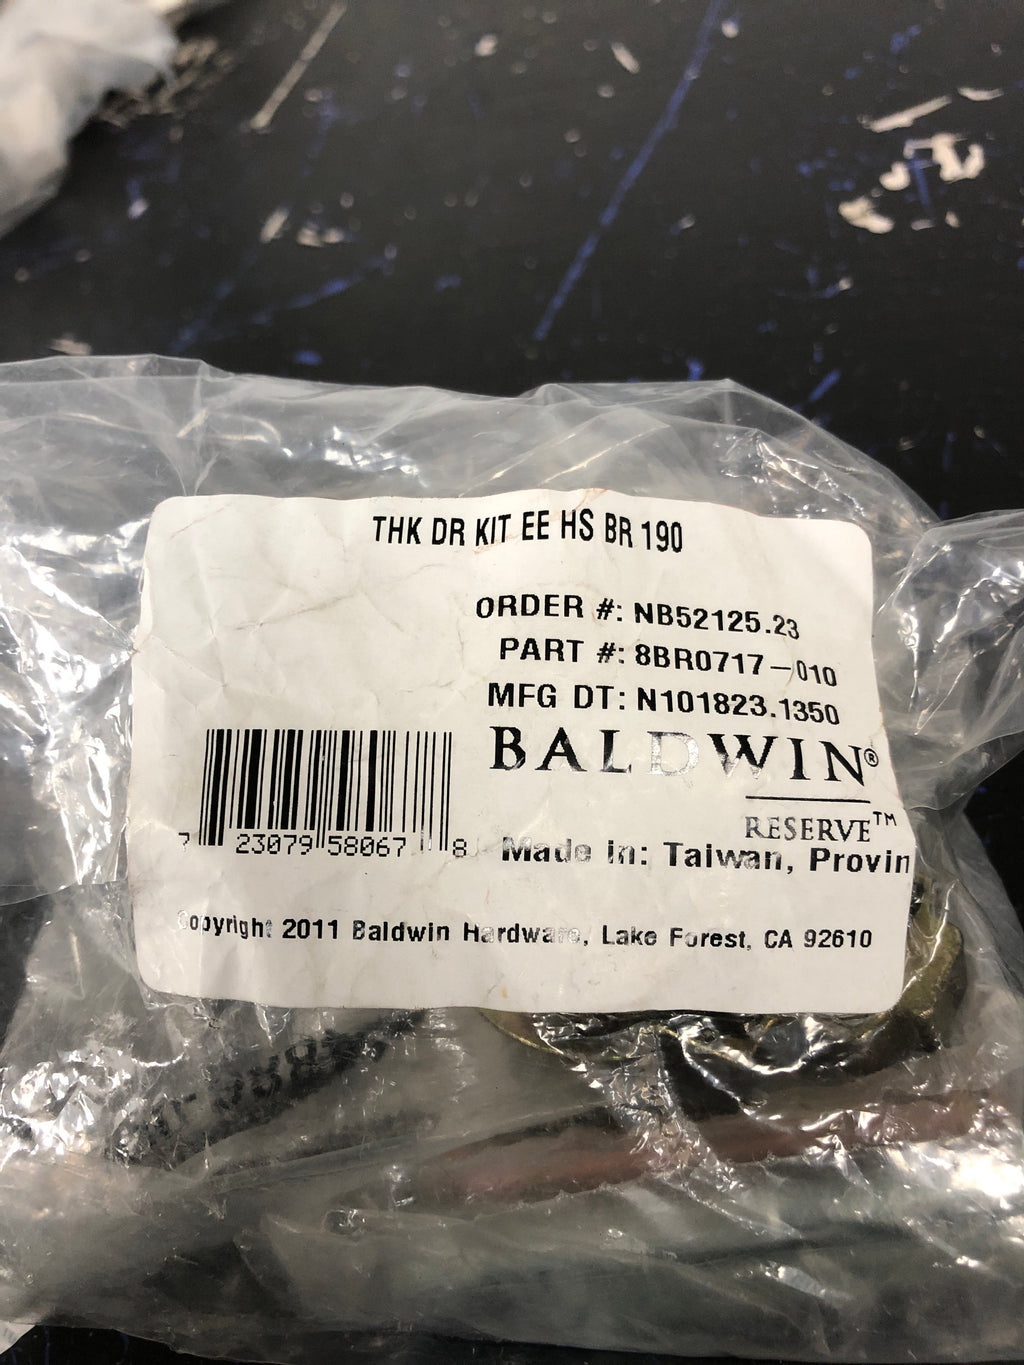 THK DR KIT EE HS BR 190
ORDER #: NB52125.23
PART #: 8BR0717-010
MFG DT: N101823.1350
BALDWIN®
RESERVE™
7 23079 58067 8
Made in: Taiwan, Provin
Copyright 2011 Baldwin Hardware, Lake Forest, CA 92610